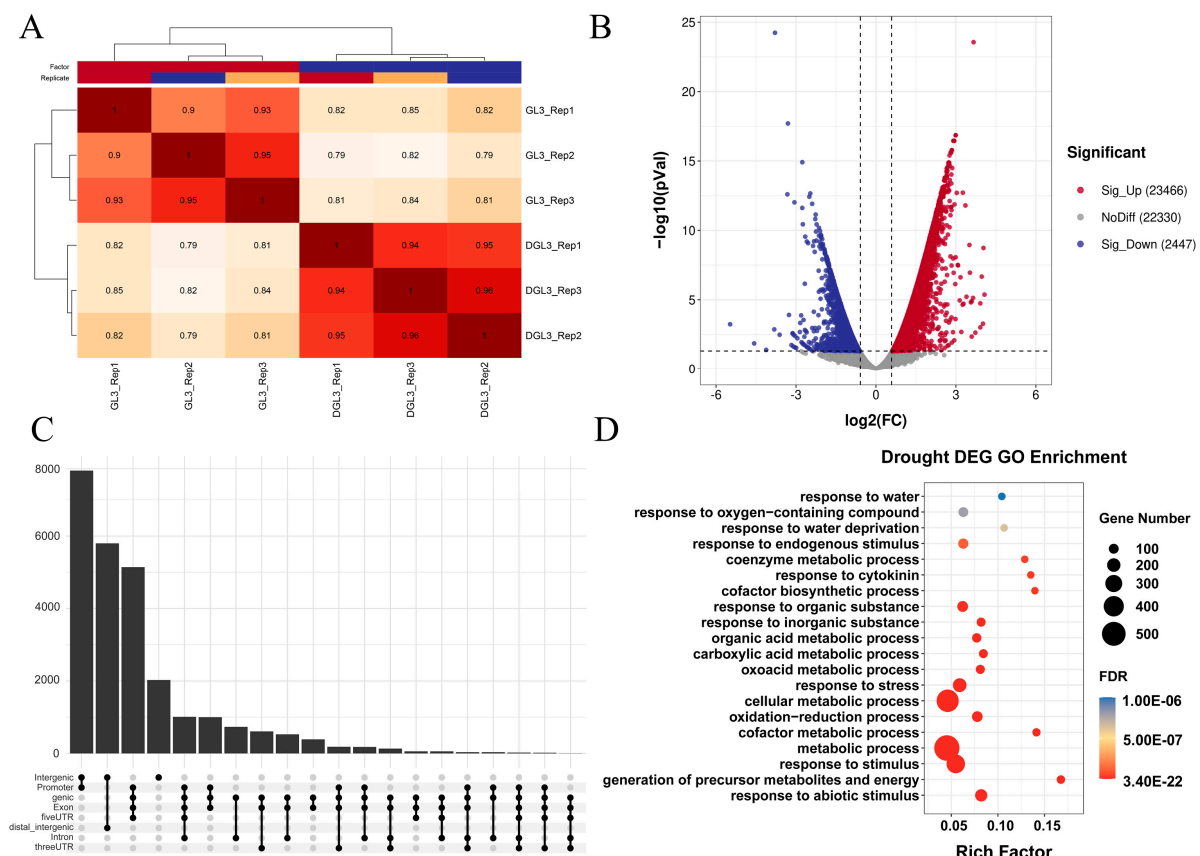 A
Factor
Replicate
1 0.9 0.93 0.82 0.85 0.82 GL3_Rep1
0.9 1 0.95 0.79 0.82 0.79 GL3_Rep2
0.93 0.95 1 0.81 0.84 0.81 GL3_Rep3
0.82 0.79 0.81 1 0.94 0.95 DGL3_Rep1
0.85 0.82 0.84 0.94 1 0.96 DGL3_Rep3
0.82 0.79 0.81 0.95 0.96 1 DGL3_Rep2
GL3_Rep1 GL3_Rep2 GL3_Rep3 DGL3_Rep1 DGL3_Rep3 DGL3_Rep2
B
25
20
15
10
5
0
−log10(pVal)
-6 -3 0 3 6
log2(FC)
Significant
Sig_Up (23466)
NoDiff (22330)
Sig_Down (2447)
C
8000
6000
4000
2000
0
Intergenic
Promoter
genic
Exon
fiveUTR
distal_intergenic
Intron
threeUTR
D
Drought DEG GO Enrichment
response to water
response to oxygen−containing compound
response to water deprivation
response to endogenous stimulus
coenzyme metabolic process
response to cytokinin
cofactor biosynthetic process
response to organic substance
response to inorganic substance
organic acid metabolic process
carboxylic acid metabolic process
oxoacid metabolic process
response to stress
cellular metabolic process
oxidation−reduction process
cofactor metabolic process
metabolic process
response to stimulus
generation of precursor metabolites and energy
response to abiotic stimulus
0.05 0.10 0.15
Rich Factor
Gene Number
100
200
300
400
500
FDR
1.00E-06
5.00E-07
3.40E-22